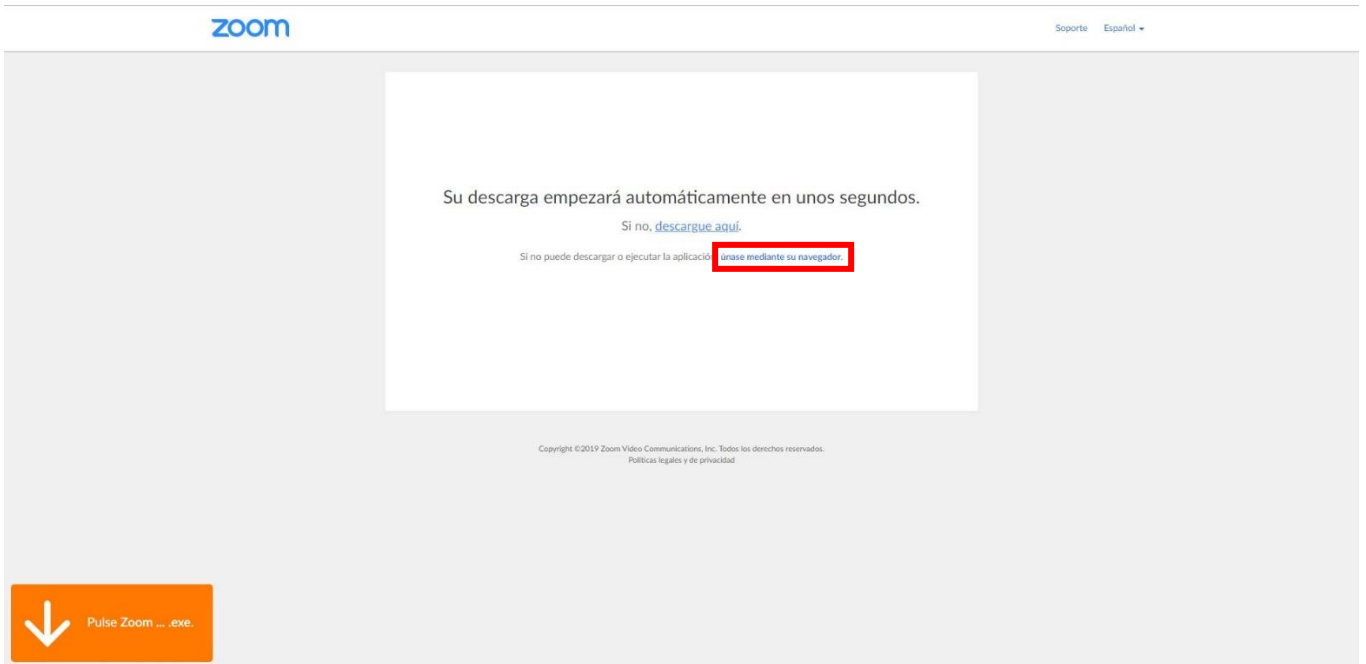 zoom
Soporte Español
Su descarga empezará automáticamente en unos segundos.
Si no, descargue aquí.
Si no puede descargar o ejecutar la aplicación únase mediante su navegador.
Copyright ©2019 Zoom Video Communications, Inc. Todos los derechos reservados.
Políticas legales y de privacidad
Pulse Zoom ... .exe.